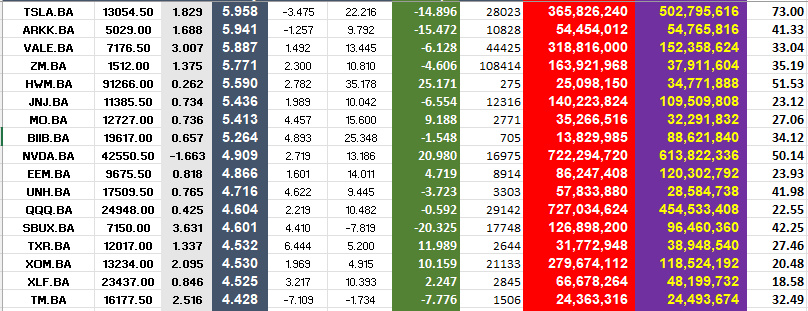 TSLA.BA 13054.50 1.829 5.958 -3.475 22.216 -14.896 28023 365,826,240 502,795,616 73.00
ARKK.BA 5029.00 1.688 5.941 -1.257 9.792 -15.472 10828 54,454,012 54,765,816 41.33
VALE.BA 7176.50 3.007 5.887 1.492 13.445 -6.128 44425 318,816,000 152,358,624 33.04
ZM.BA 1512.00 1.375 5.771 2.300 10.810 -4.606 108414 163,921,968 37,911,604 35.19
HWM.BA 91266.00 0.262 5.590 2.782 35.178 25.171 275 25,098,150 34,771,888 51.53
JNJ.BA 11385.50 0.734 5.436 1.989 10.042 -6.554 12316 140,223,824 109,509,808 23.12
MO.BA 12727.00 0.736 5.413 4.457 15.600 9.188 2771 35,266,516 32,291,832 27.06
BIIB.BA 19617.00 0.657 5.264 4.893 25.348 -1.548 705 13,829,985 88,621,840 34.12
NVDA.BA 42550.50 -1.663 4.909 2.719 13.186 20.980 16975 722,294,720 613,822,336 50.14
EEM.BA 9675.50 0.818 4.866 1.601 14.011 4.719 8914 86,247,408 120,302,792 23.93
UNH.BA 17509.50 0.765 4.716 4.622 9.445 -3.723 3303 57,833,880 28,584,738 41.98
QQQ.BA 24948.00 0.425 4.604 2.219 10.482 -0.592 29142 727,034,624 454,533,408 22.55
SBUX.BA 7150.00 3.631 4.601 4.410 -7.819 -20.325 17748 126,898,200 96,460,360 42.25
TXR.BA 12017.00 1.337 4.532 6.444 5.200 11.989 2644 31,772,948 38,948,540 27.46
XOM.BA 13234.00 2.095 4.530 1.969 4.915 10.159 21133 279,674,112 118,524,192 20.48
XLF.BA 23437.00 0.846 4.525 3.217 10.393 2.247 2845 66,678,264 48,199,732 18.58
TM.BA 16177.50 2.516 4.428 -7.109 -1.734 -7.776 1506 24,363,316 24,493,674 32.49